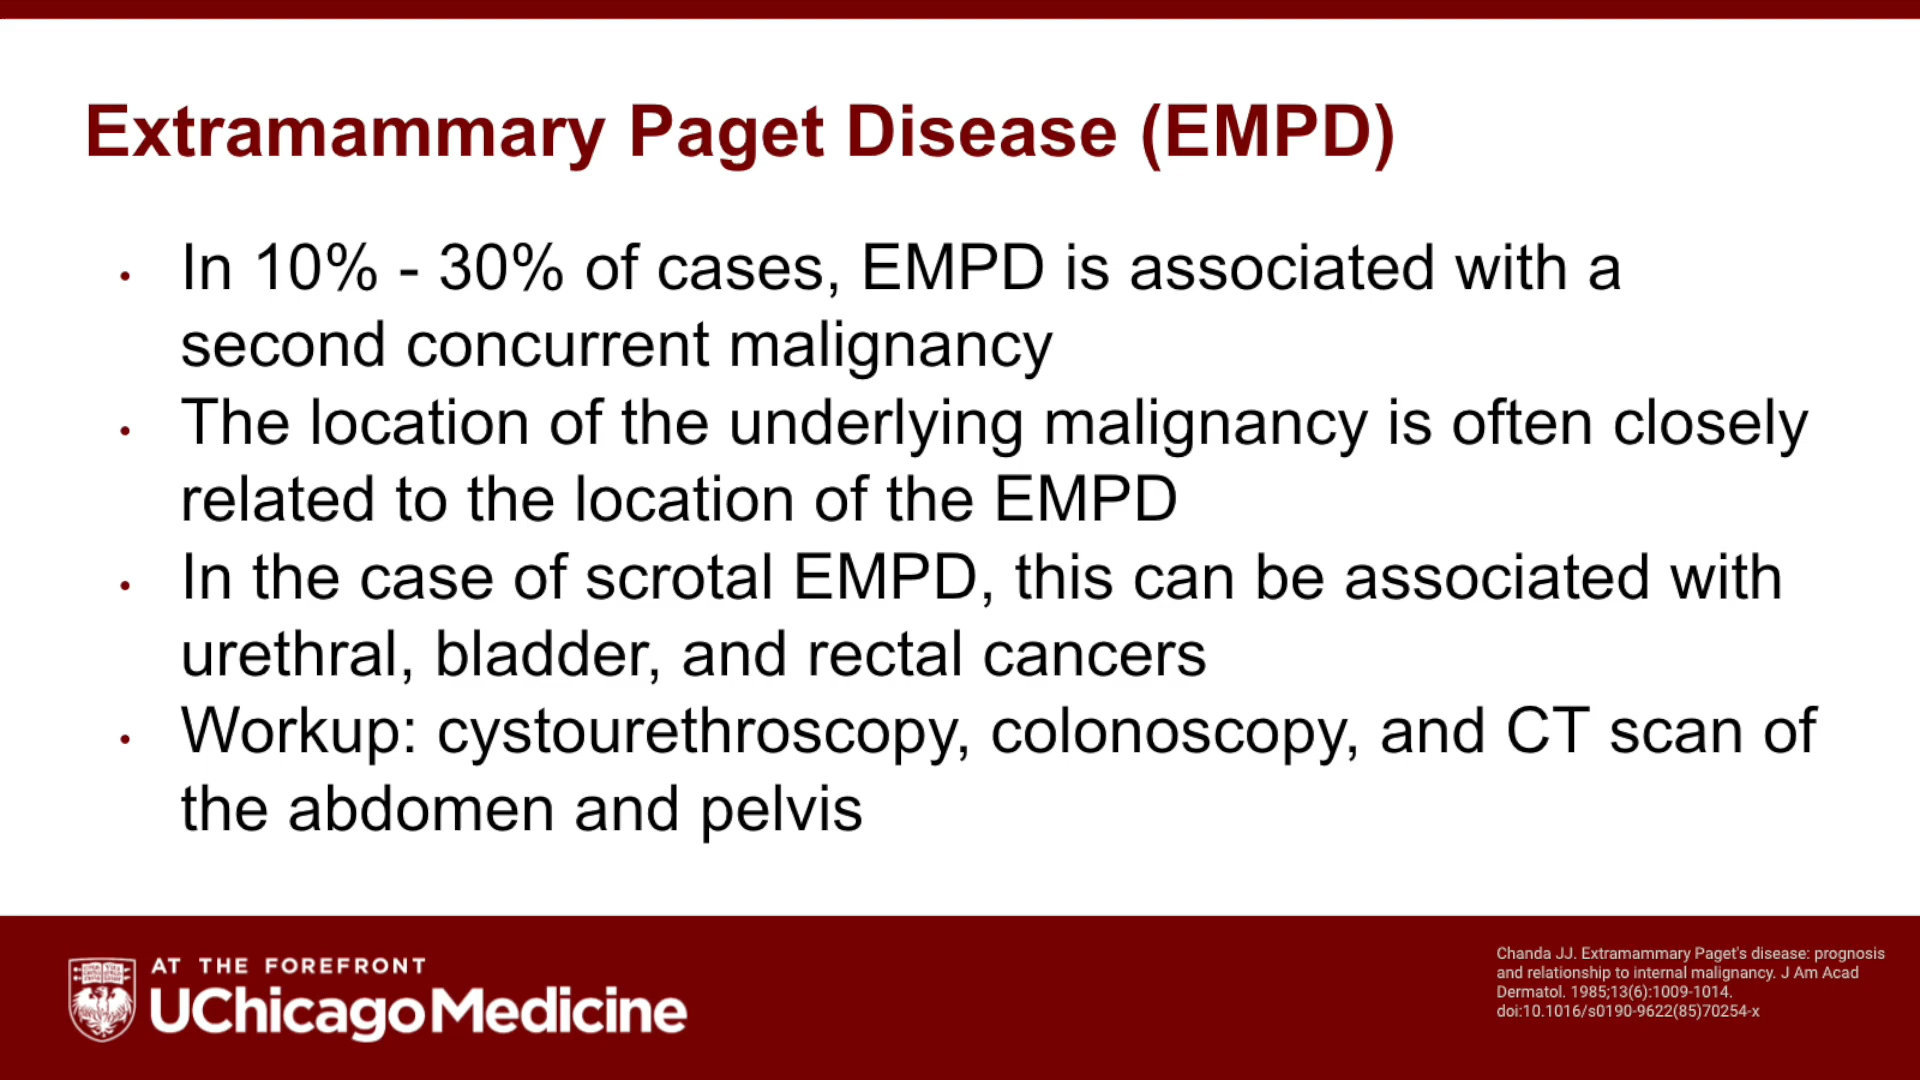 Extramammary Paget Disease (EMPD)
• In 10% - 30% of cases, EMPD is associated with a
second concurrent malignancy
• The location of the underlying malignancy is often closely
related to the location of the EMPD
• In the case of scrotal EMPD, this can be associated with
urethral, bladder, and rectal cancers
• Workup: cystourethroscopy, colonoscopy, and CT scan of
the abdomen and pelvis
AT THE FOREFRONT
UChicagoMedicine
Chanda JJ. Extramammary Paget's disease: prognosis
and relationship to internal malignancy. J Am Acad
Dermatol. 1985;13(6):1009-1014.
doi:10.1016/s0190-9622(85)70254-x